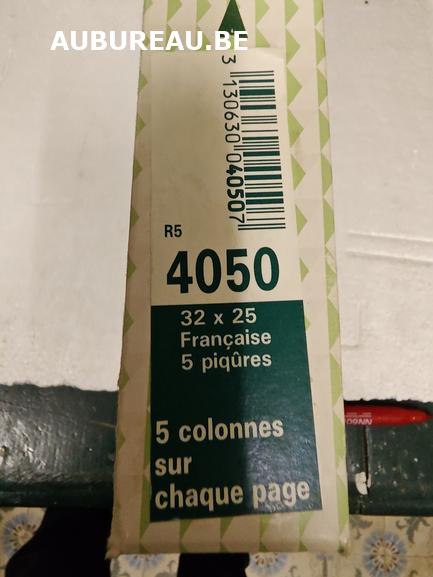 AUBUREAU.BE
3 130630 040507
R5
4050
32 x 25
Française
5 piqûres
5 colonnes
sur
chaque page